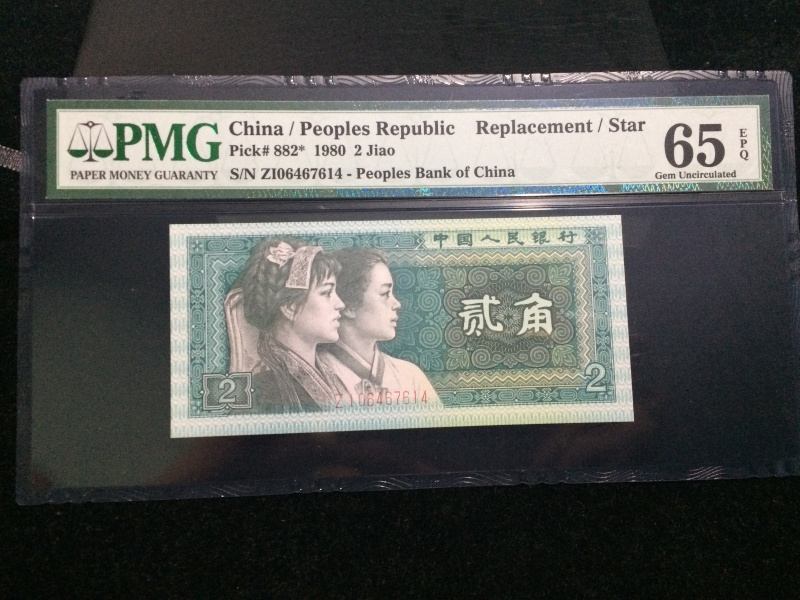 PMG
PAPER MONEY GUARANTY
China / Peoples Republic Replacement / Star
Pick# 882* 1980 2 Jiao
S/N ZI06467614 - Peoples Bank of China
65
EPQ
Gem Uncirculated
中国人民银行
贰角
2
2
ZI06467614